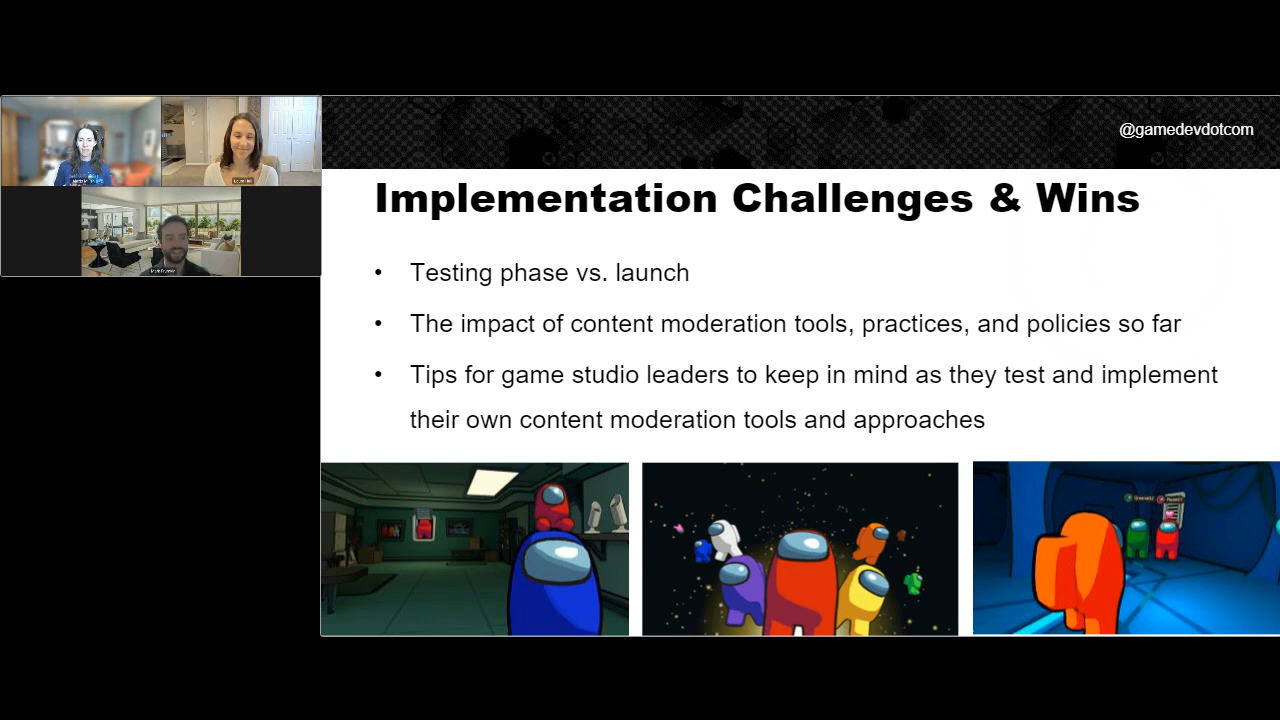 @gamedevdotcom
Implementation Challenges & Wins
• Testing phase vs. launch
• The impact of content moderation tools, practices, and policies so far
• Tips for game studio leaders to keep in mind as they test and implement
their own content moderation tools and approaches